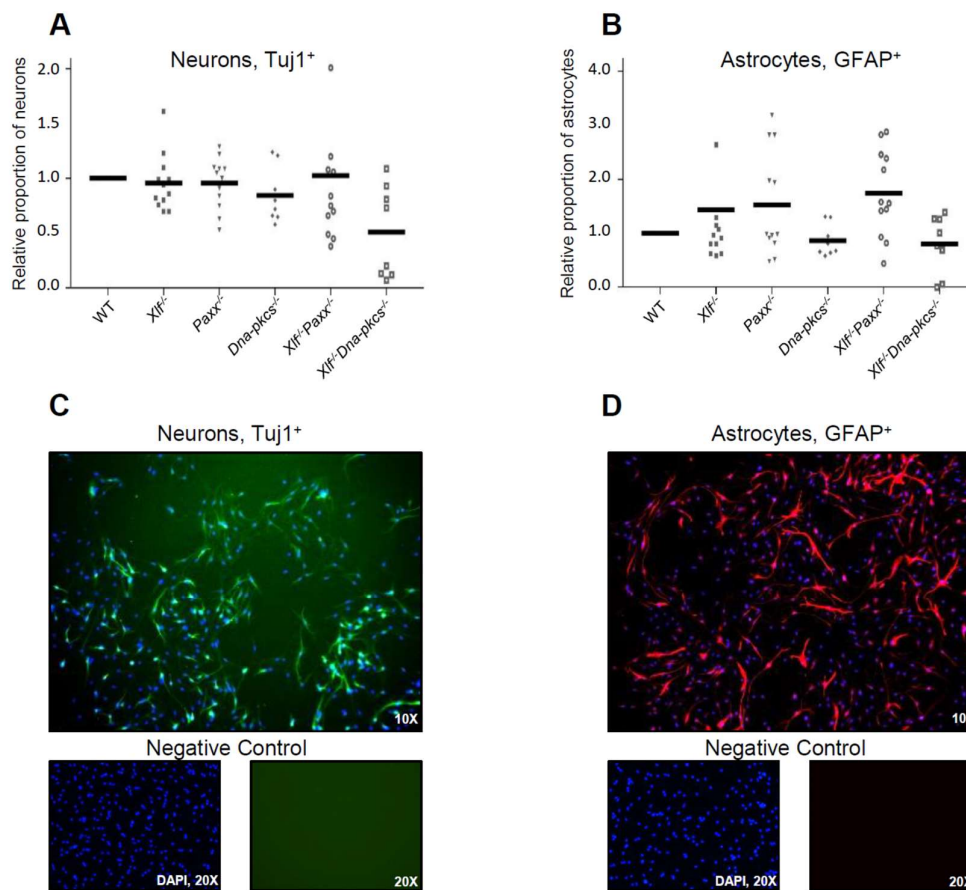 A
Neurons, Tuj1⁺
Relative proportion of neurons
2.0
1.5
1.0
0.5
0.0
WT
Xlf⁻/⁻
Paxx⁻/⁻
Dna-pkcs⁻/⁻
Xlf⁻/⁻Paxx⁻/⁻
Xlf⁻/⁻Dna-pkcs⁻/⁻
B
Astrocytes, GFAP⁺
Relative proportion of astrocytes
4.0
3.0
2.0
1.0
0
WT
Xlf⁻/⁻
Paxx⁻/⁻
Dna-pkcs⁻/⁻
Xlf⁻/⁻Paxx⁻/⁻
Xlf⁻/⁻Dna-pkcs⁻/⁻
C
Neurons, Tuj1⁺
10X
Negative Control
DAPI, 20X
20X
D
Astrocytes, GFAP⁺
10X
Negative Control
DAPI, 20X
20X